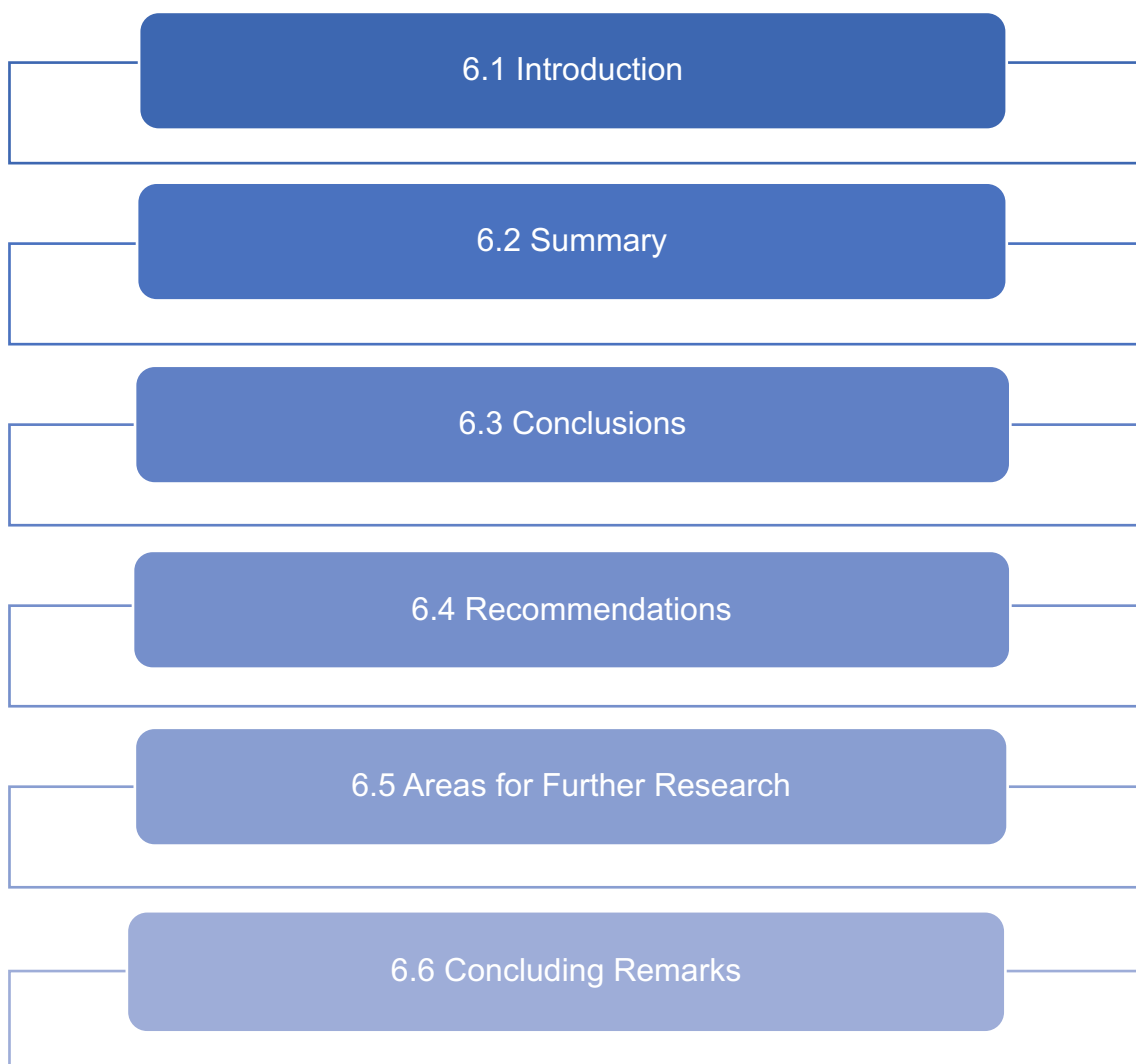 6.1 Introduction
6.2 Summary
6.3 Conclusions
6.4 Recommendations
6.5 Areas for Further Research
6.6 Concluding Remarks